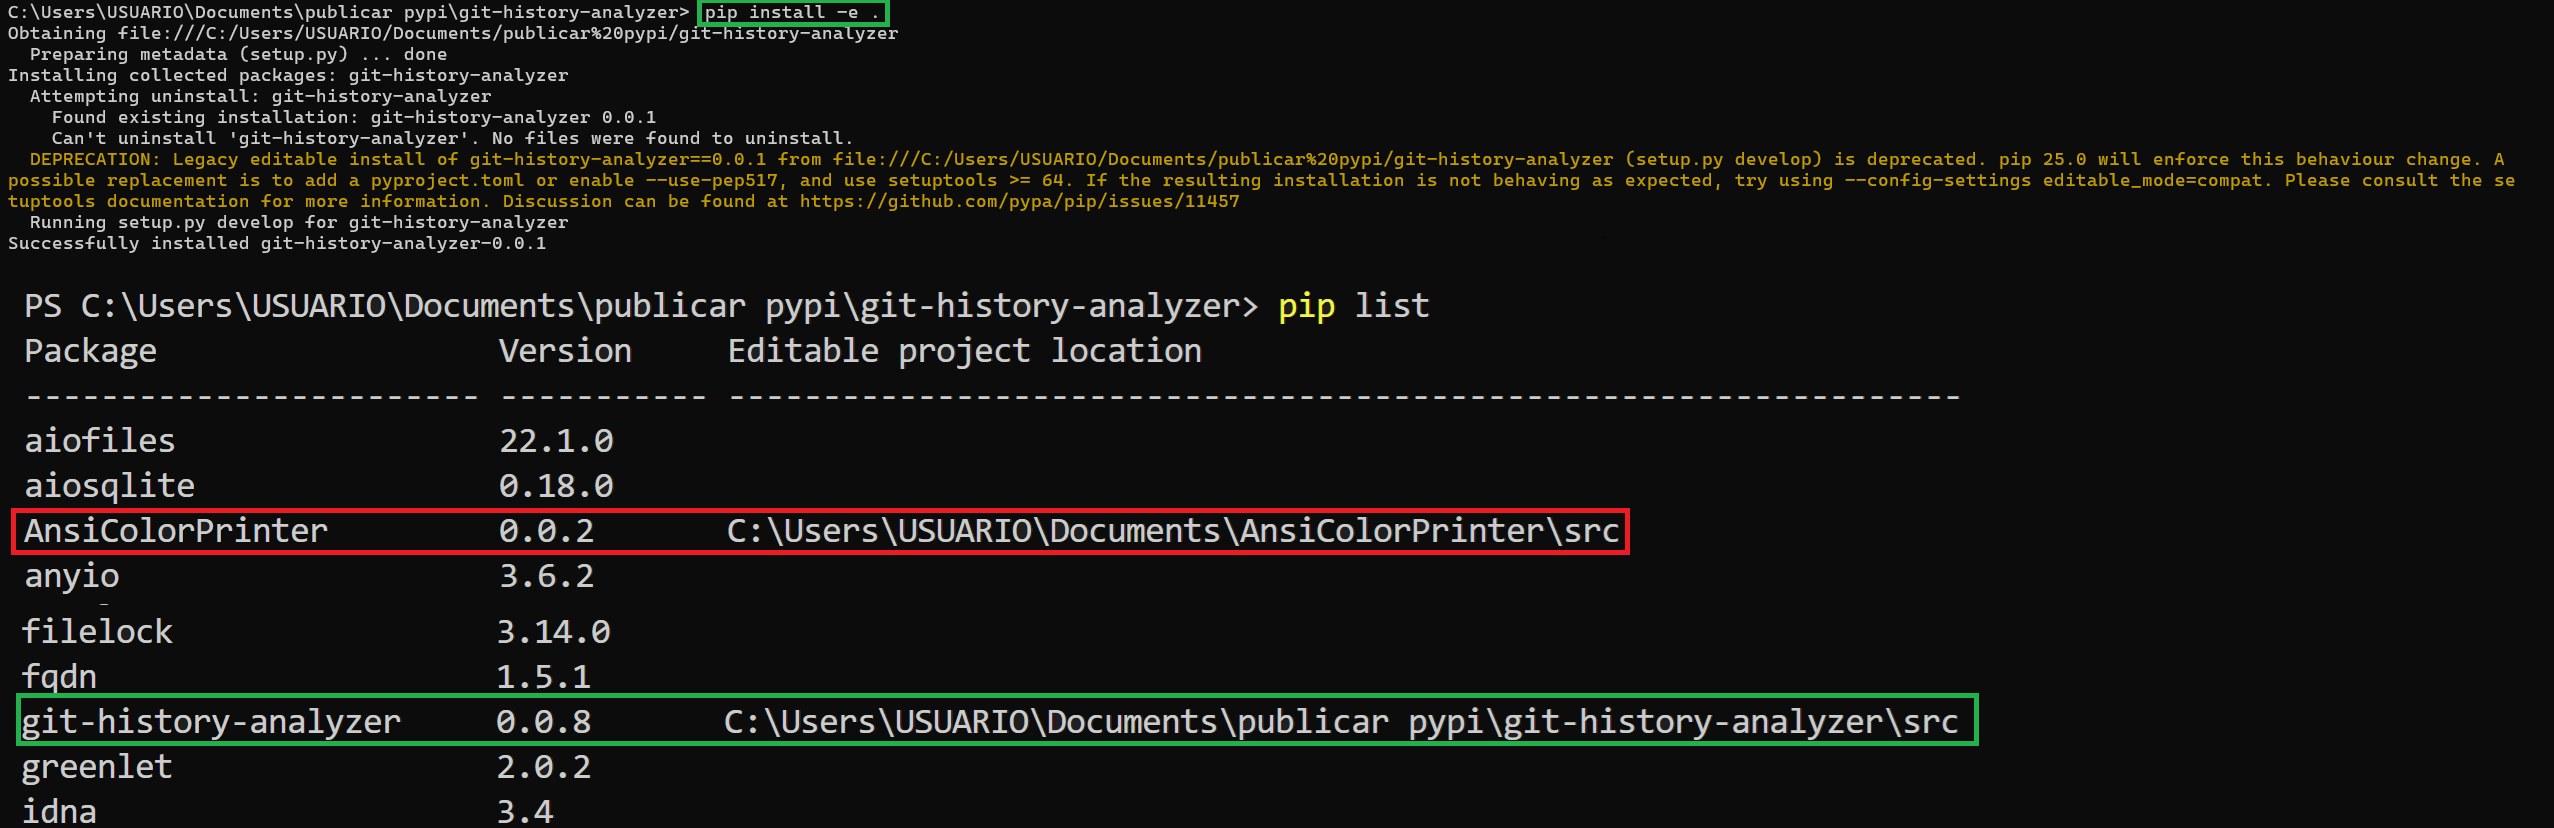 C:\Users\USUARIO\Documents\publicar pypi\git-history-analyzer> pip install -e .
Obtaining file:///C:/Users/USUARIO/Documents/publicar%20pypi/git-history-analyzer
  Preparing metadata (setup.py) ... done
Installing collected packages: git-history-analyzer
  Attempting uninstall: git-history-analyzer
    Found existing installation: git-history-analyzer 0.0.1
    Can't uninstall 'git-history-analyzer'. No files were found to uninstall.
  DEPRECATION: Legacy editable install of git-history-analyzer==0.0.1 from file:///C:/Users/USUARIO/Documents/publicar%20pypi/git-history-analyzer (setup.py develop) is deprecated. pip 25.0 will enforce this behaviour change. A
possible replacement is to add a pyproject.toml or enable --use-pep517, and use setuptools >= 64. If the resulting installation is not behaving as expected, try using --config-settings editable_mode=compat. Please consult the se
tuptools documentation for more information. Discussion can be found at https://github.com/pypa/pip/issues/11457
  Running setup.py develop for git-history-analyzer
Successfully installed git-history-analyzer-0.0.1
PS C:\Users\USUARIO\Documents\publicar pypi\git-history-analyzer> pip list
Package                  Version     Editable project location
------------------------ ----------- -----------------------------------------------------------------
aiofiles                 22.1.0
aiosqlite                0.18.0
AnsiColorPrinter         0.0.2       C:\Users\USUARIO\Documents\AnsiColorPrinter\src
anyio                    3.6.2
filelock                 3.14.0
fqdn                     1.5.1
git-history-analyzer     0.0.8       C:\Users\USUARIO\Documents\publicar pypi\git-history-analyzer\src
greenlet                 2.0.2
idna                     3.4